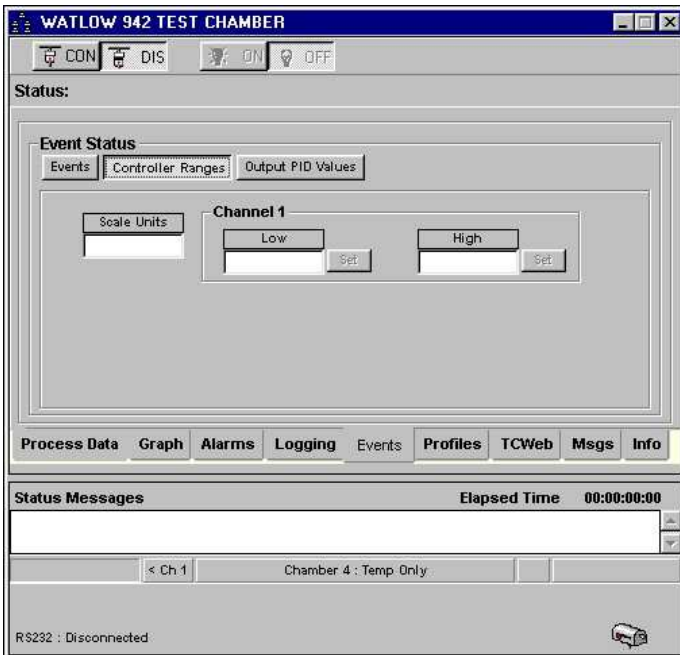 WATLOW 942 TEST CHAMBER
CON DIS ON OFF
Status:
Event Status
Events Controller Ranges Output PID Values
Scale Units
Channel 1
Low High
Set Set
Process Data Graph Alarms Logging Events Profiles TCWeb Msgs Info
Status Messages Elapsed Time 00:00:00:00
< Ch 1 Chamber 4 : Temp Only
RS232 : Disconnected